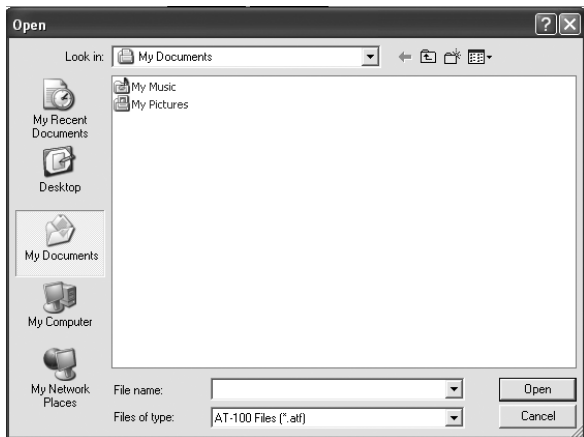 Open
Look in: My Documents
My Music
My Pictures
My Recent
Documents
Desktop
My Documents
My Computer
My Network
Places
File name:
Open
Files of type: AT-100 Files (*.atf)
Cancel